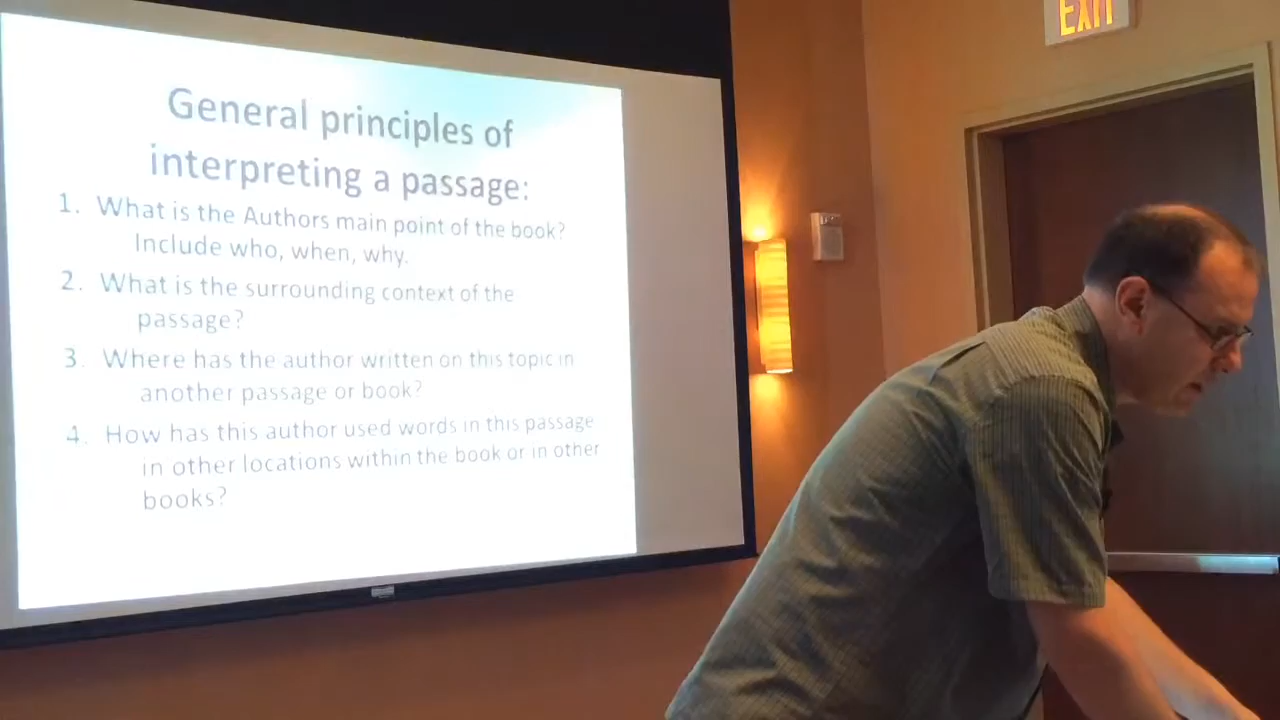 EXIT
General principles of
interpreting a passage:
1. What is the Authors main point of the book?
Include who, when, why.
2. What is the surrounding context of the
passage?
3. Where has the author written on this topic in
another passage or book?
4. How has this author used words in this passage
in other locations within the book or in other
books?